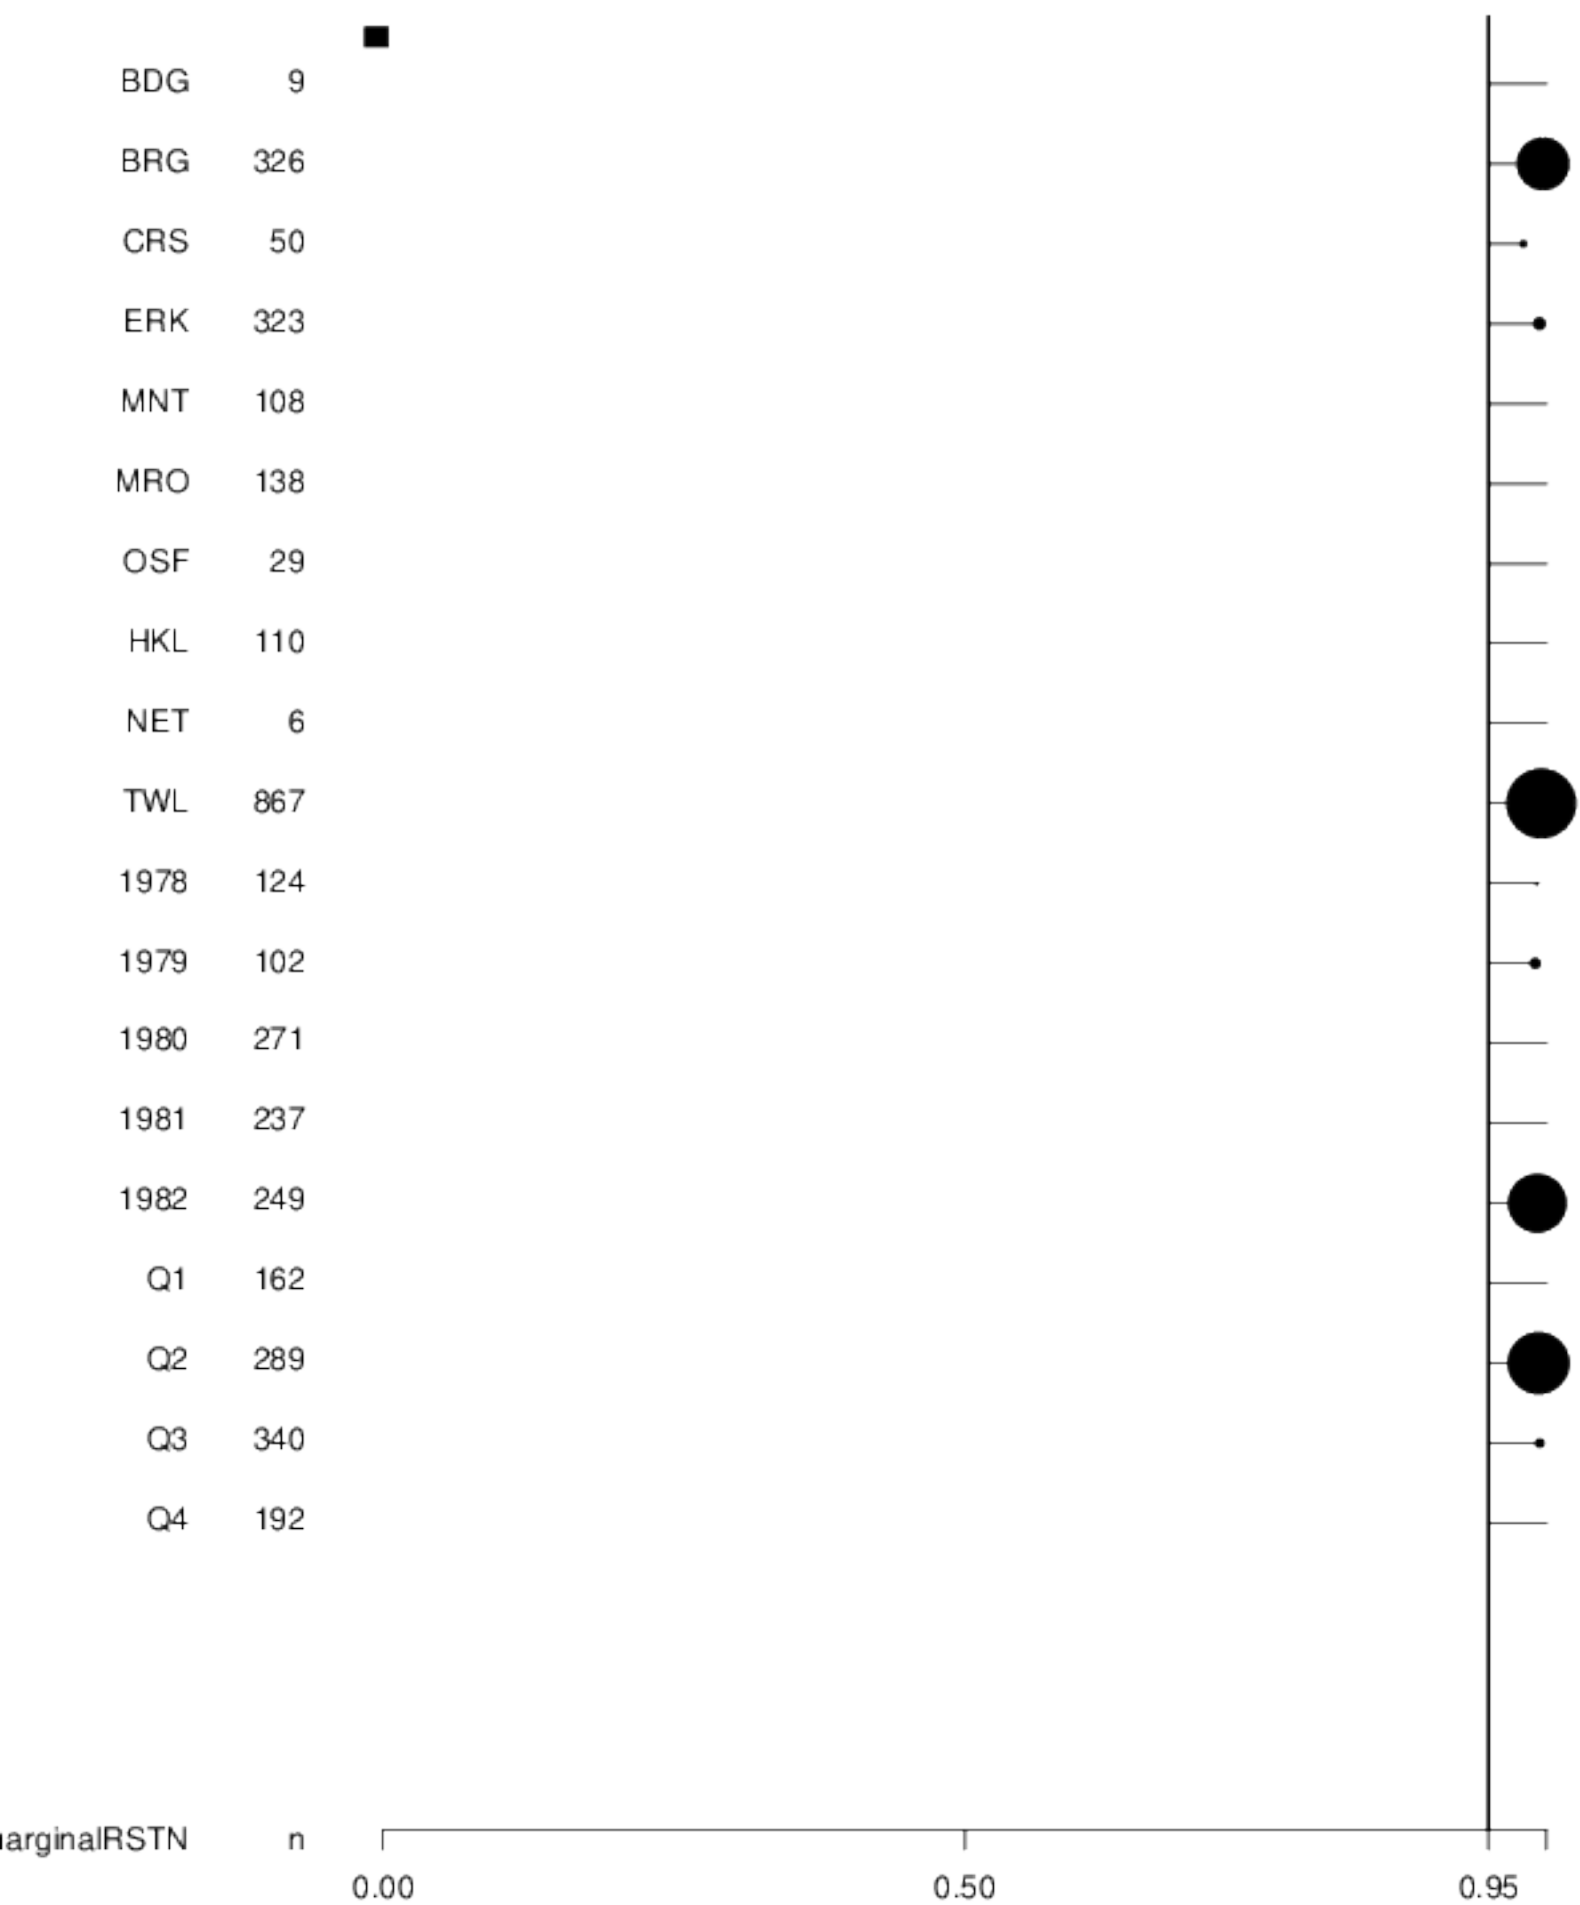 BDG 9
BRG 326
CRS 50
ERK 323
MNT 108
MRO 138
OSF 29
HKL 110
NET 6
TWL 867
1978 124
1979 102
1980 271
1981 237
1982 249
Q1 162
Q2 289
Q3 340
Q4 192
arginalRSTN n
0.00 0.50 0.95